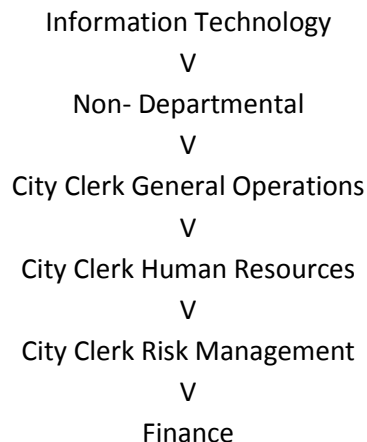 Information Technology
V
Non- Departmental
V
City Clerk General Operations
V
City Clerk Human Resources
V
City Clerk Risk Management
V
Finance